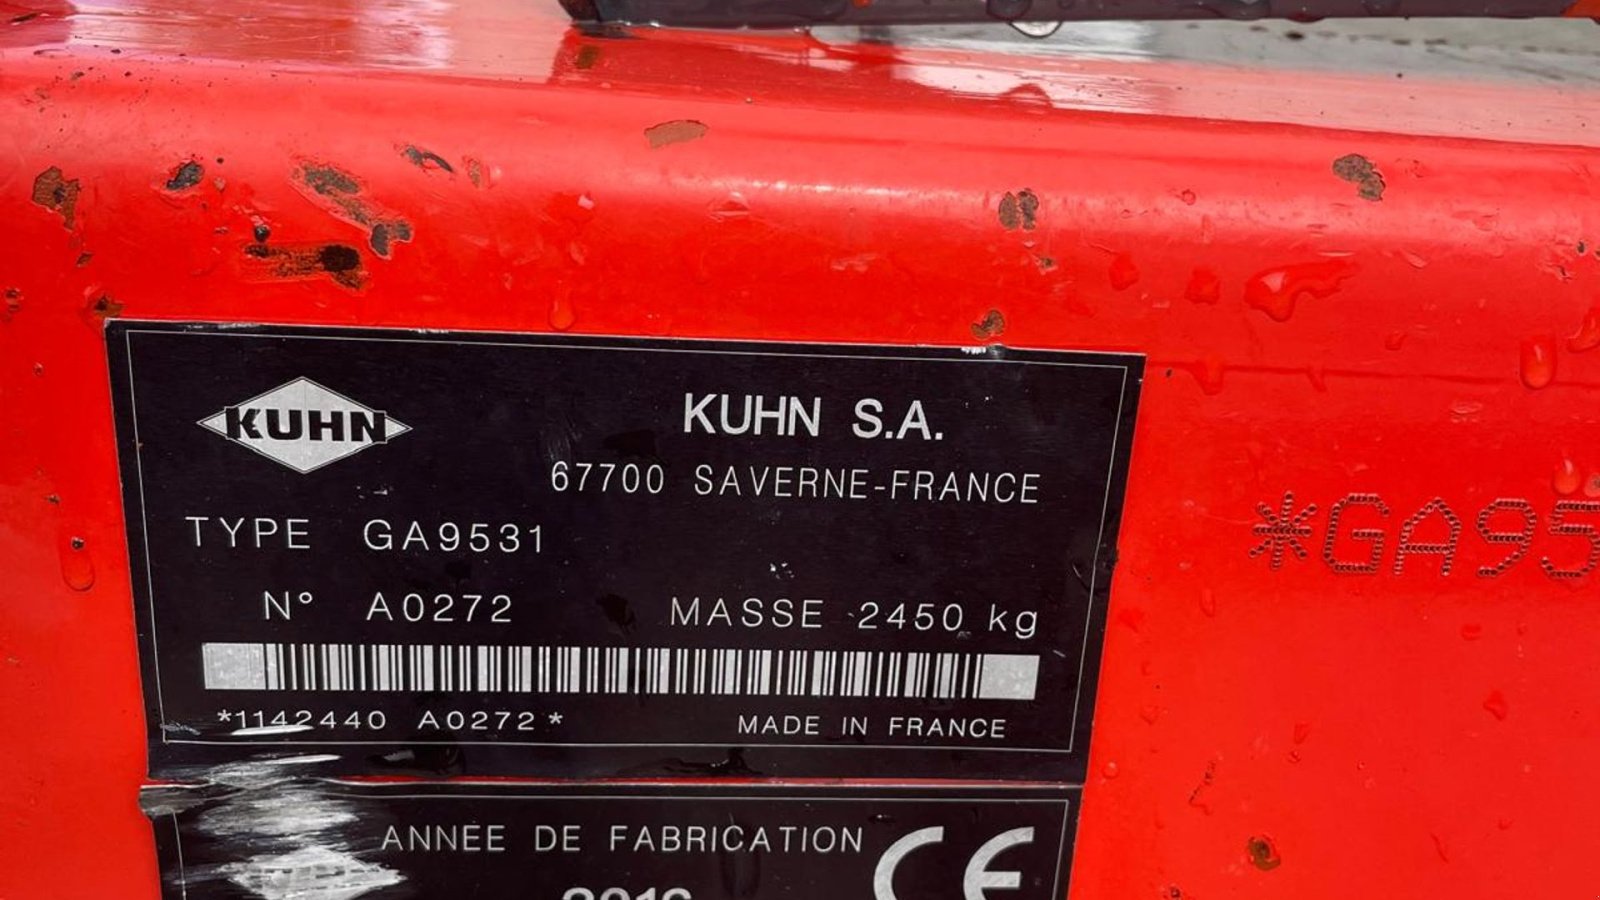 KUHN
KUHN S.A.
67700 SAVERNE-FRANCE
TYPE GA9531
N° A0272 MASSE 2450 kg
*1142440 A0272*
MADE IN FRANCE
*GA95
ANNÉE DE FABRICATION
CE